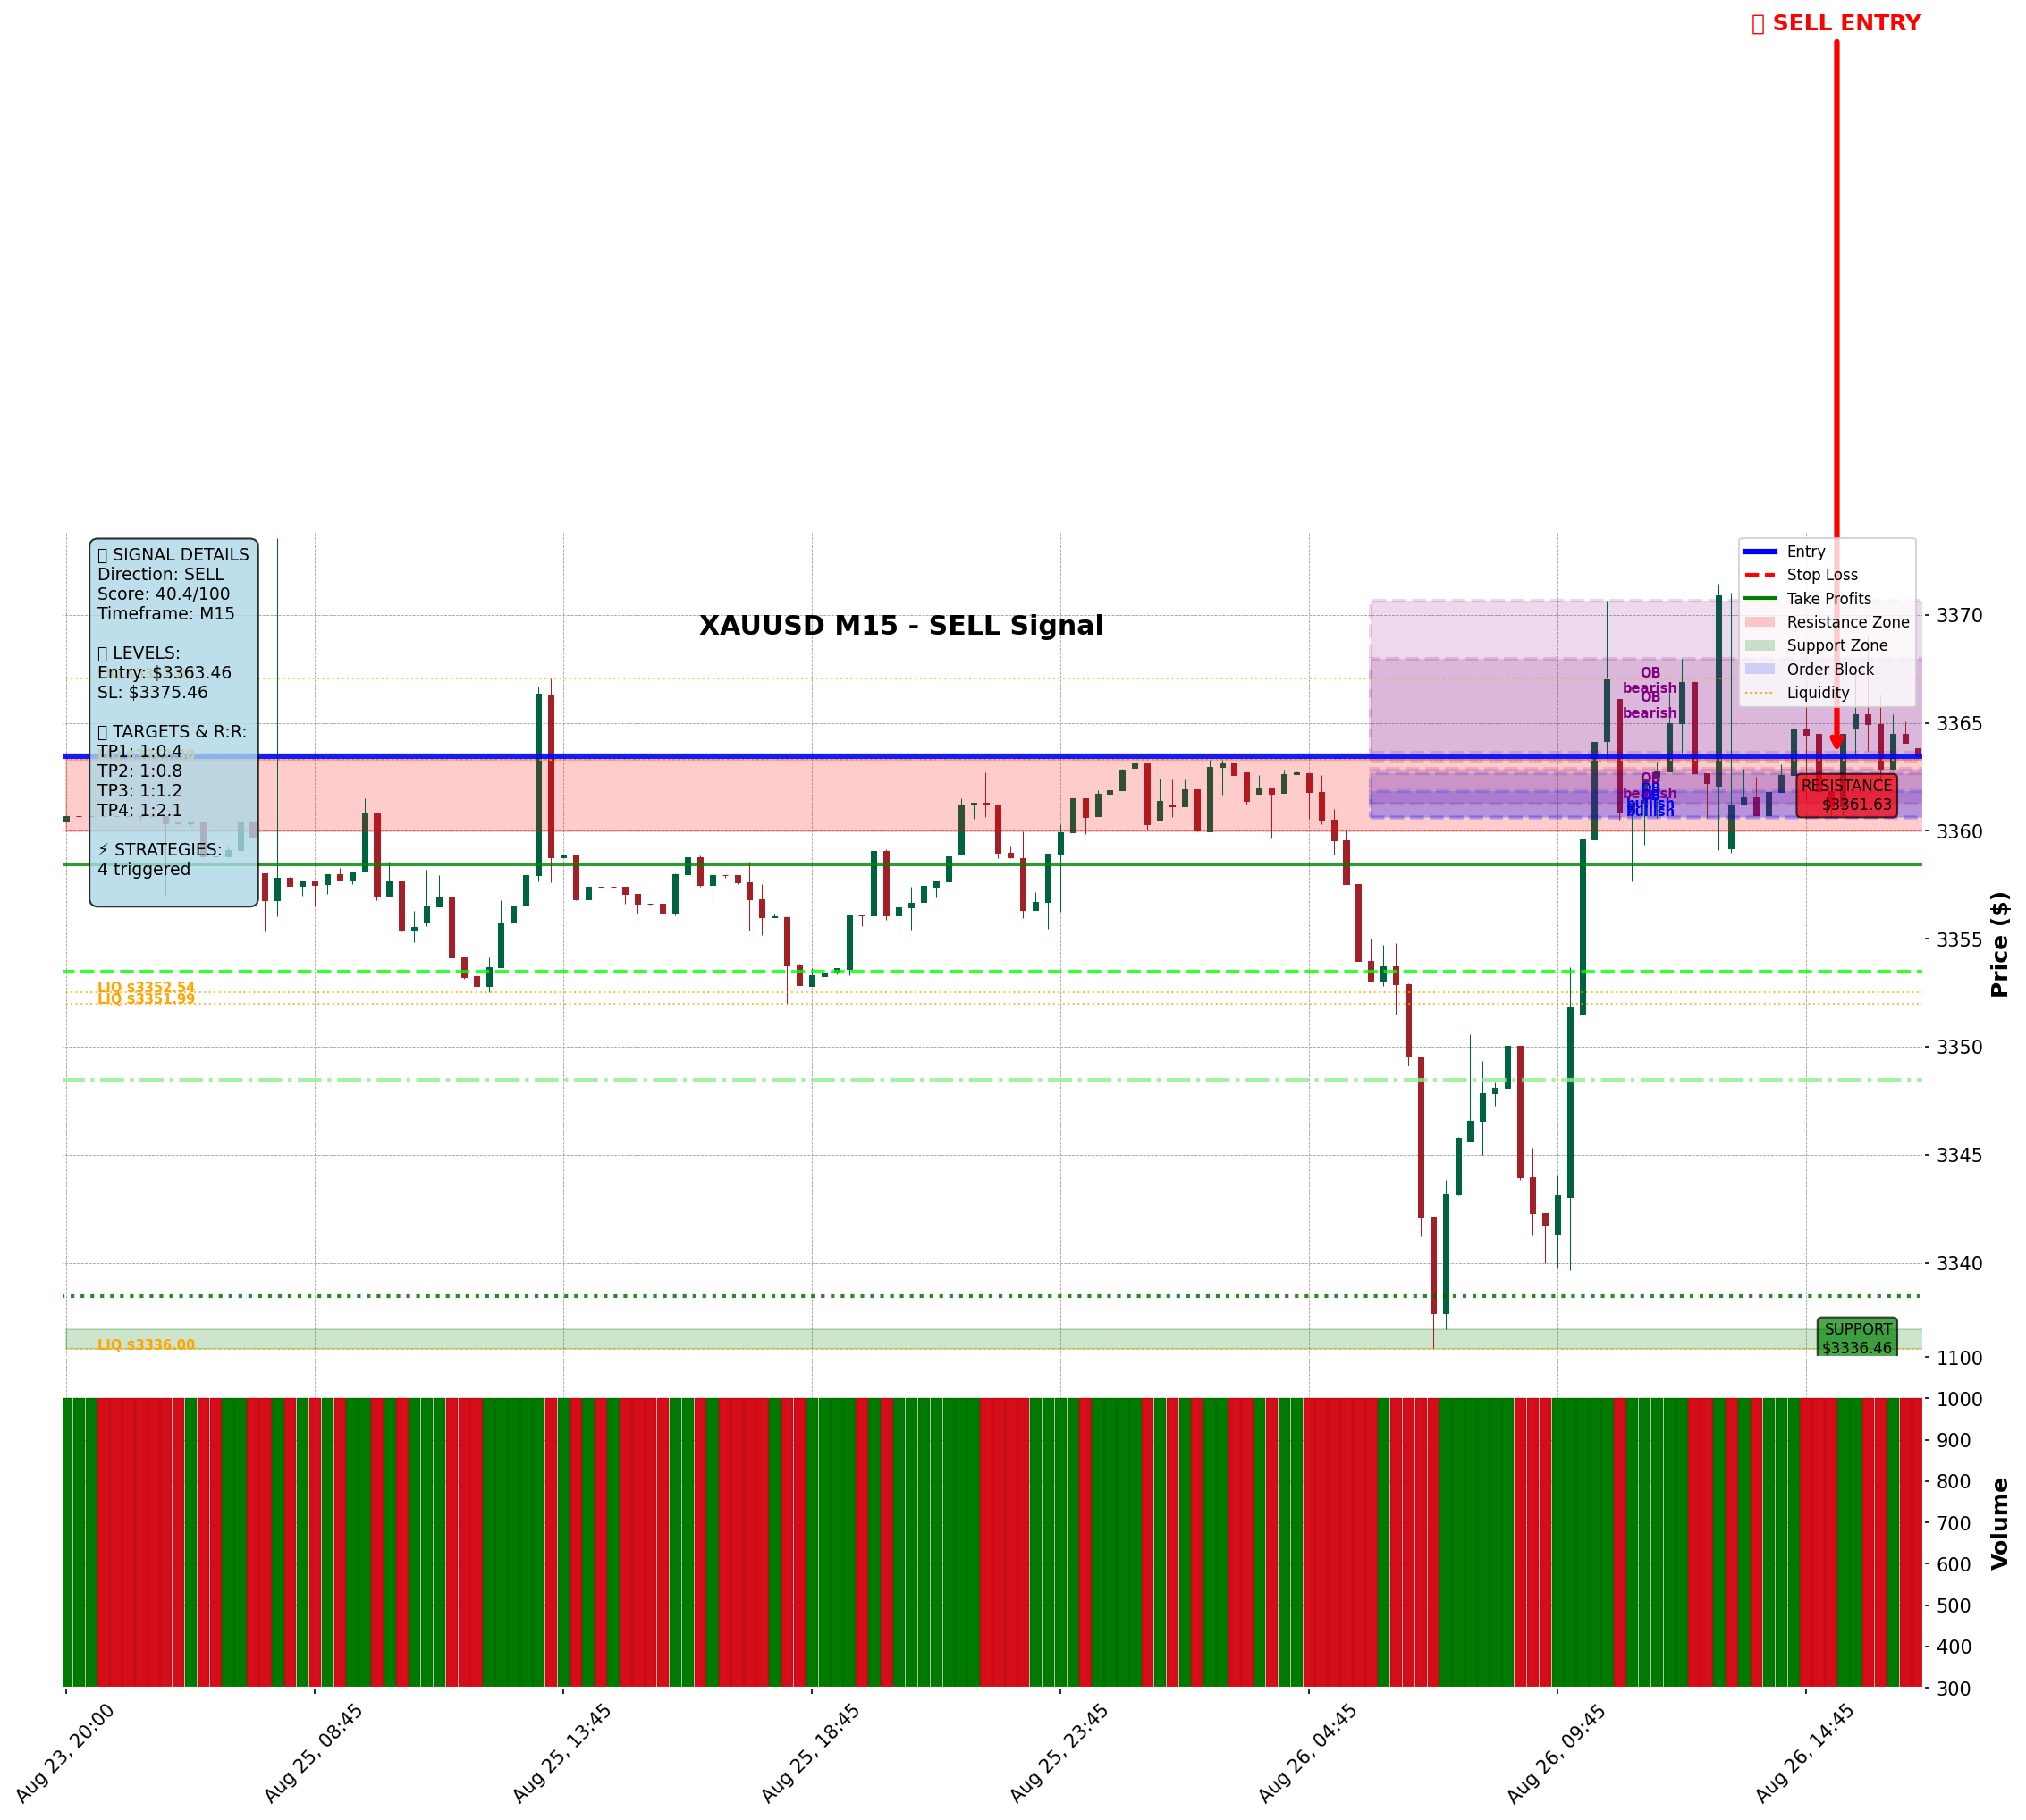 SELL ENTRY
XAUUSD M15 - SELL Signal
SIGNAL DETAILS
Direction: SELL
Score: 40.4/100
Timeframe: M15
LEVELS:
Entry: $3363.46
SL: $3375.46
TARGETS & R:R:
TP1: 1:0.4
TP2: 1:0.8
TP3: 1:1.2
TP4: 1:2.1
⚡ STRATEGIES:
4 triggered
Entry
Stop Loss
Take Profits
Resistance Zone
Support Zone
Order Block
Liquidity
OB
bearish
OB
bearish
OB
bearish
OB
bullish
bullish
RESISTANCE
$3361.63
LIQ $3352.54
LIQ $3351.99
LIQ $3336.00
SUPPORT
$3336.46
3370
3365
3360
3355
3350
3345
3340
Price ($)
1100
1000
900
800
700
600
500
400
300
Volume
Aug 23, 20:00
Aug 25, 08:45
Aug 25, 13:45
Aug 25, 18:45
Aug 25, 23:45
Aug 26, 04:45
Aug 26, 09:45
Aug 26, 14:45